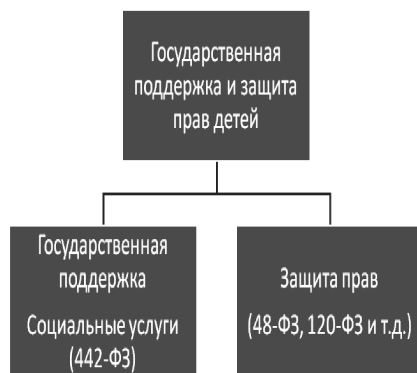 Государственная
поддержка и защита
прав детей
Государственная
поддержка
Социальные услуги
(442-ФЗ)
Защита прав
(48-ФЗ, 120-ФЗ и т.д.)